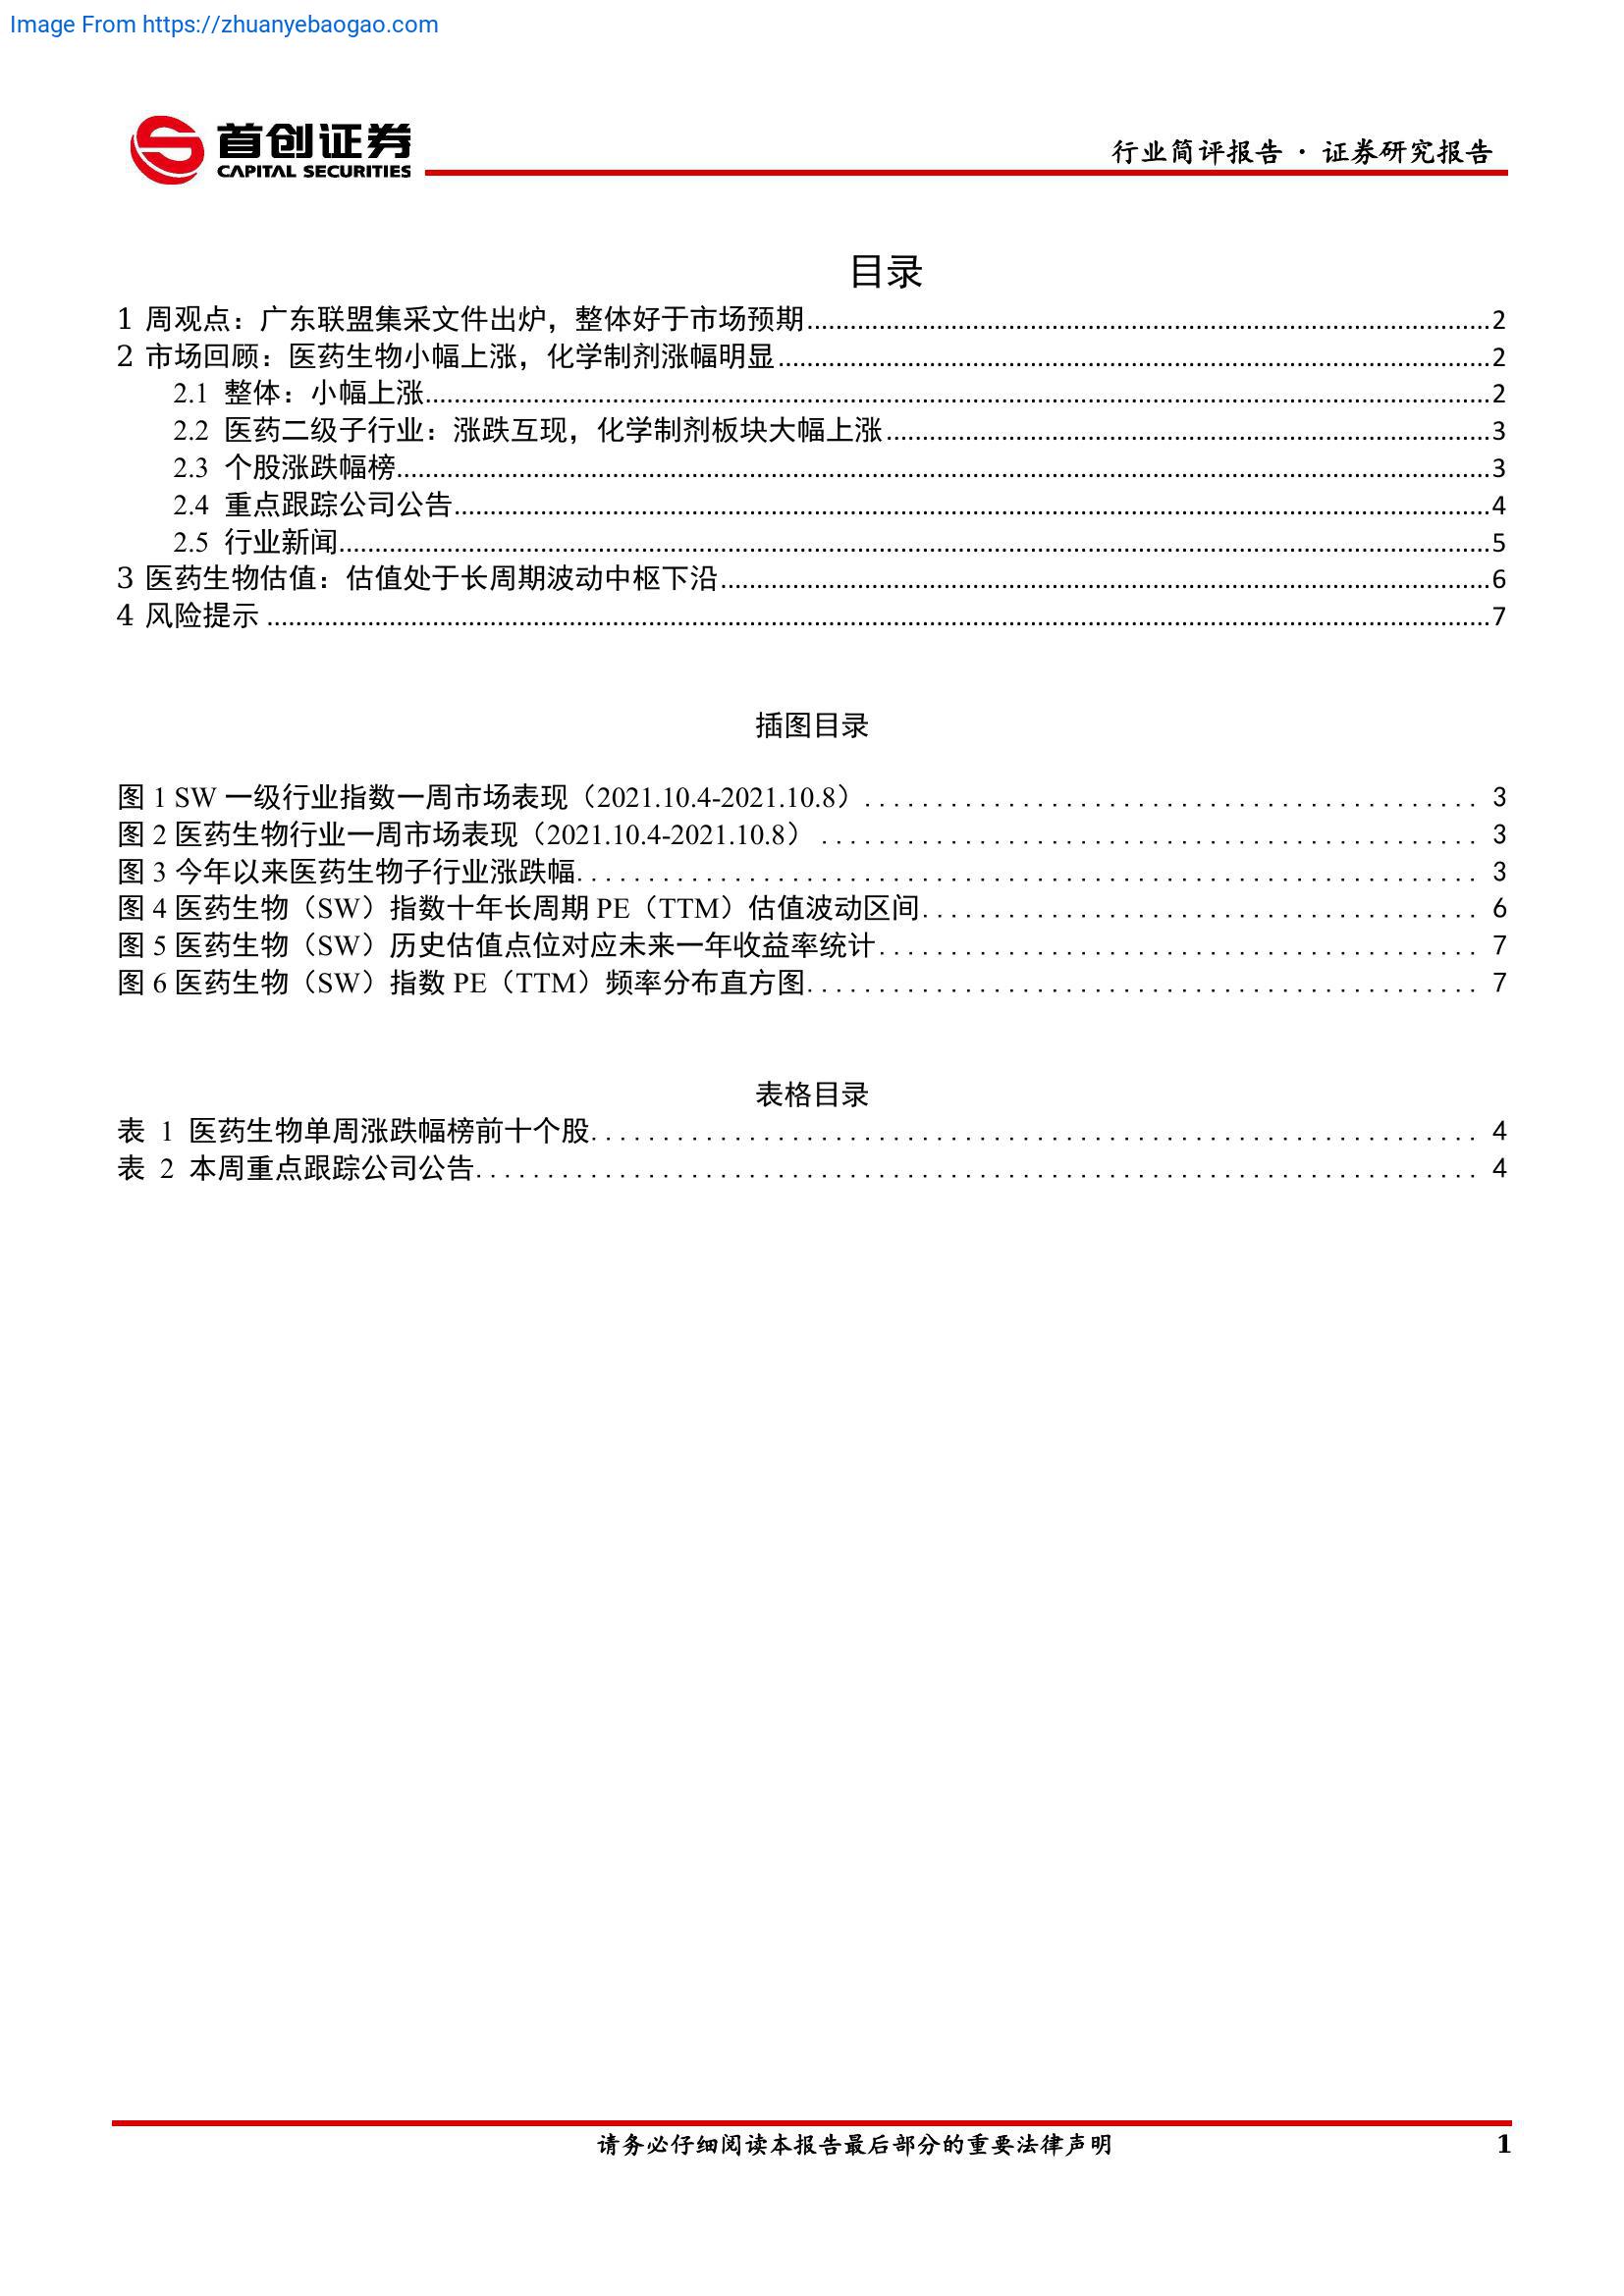 Image From https://zhuanyebaogao.com
首创证券
CAPITAL SECURITIES
行业简评报告 · 证券研究报告
目录
1 周观点：广东联盟集采文件出炉，整体好于市场预期 2
2 市场回顾：医药生物小幅上涨，化学制剂涨幅明显 2
2.1 整体：小幅上涨 2
2.2 医药二级子行业：涨跌互现，化学制剂板块大幅上涨 3
2.3 个股涨跌幅榜 3
2.4 重点跟踪公司公告 4
2.5 行业新闻 5
3 医药生物估值：估值处于长周期波动中枢下沿 6
4 风险提示 7
插图目录
图 1 SW 一级行业指数一周市场表现（2021.10.4-2021.10.8） 3
图 2 医药生物行业一周市场表现（2021.10.4-2021.10.8） 3
图 3 今年以来医药生物子行业涨跌幅 3
图 4 医药生物（SW）指数十年长周期 PE（TTM）估值波动区间 6
图 5 医药生物（SW）历史估值点位对应未来一年收益率统计 7
图 6 医药生物（SW）指数 PE（TTM）频率分布直方图 7
表格目录
表 1 医药生物单周涨跌幅榜前十个股 4
表 2 本周重点跟踪公司公告 4
请务必仔细阅读本报告最后部分的重要法律声明 1